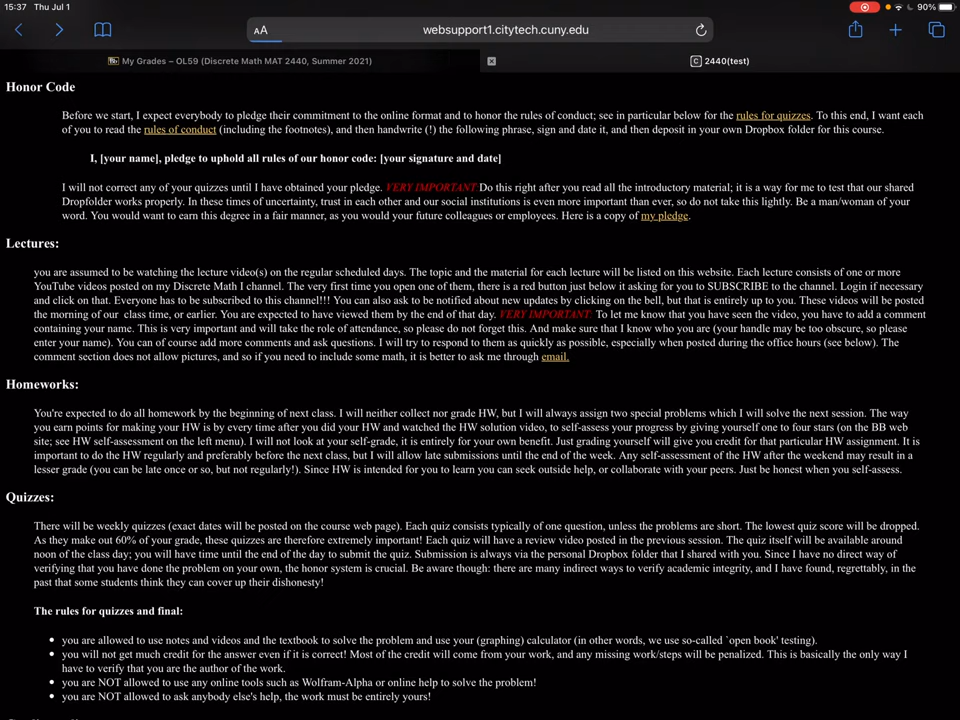 15:37 Thu Jul 1
90%
AA
websupport1.citytech.cuny.edu
My Grades – OL59 (Discrete Math MAT 2440, Summer 2021)
C 2440(test)
Honor Code
Before we start, I expect everybody to pledge their commitment to the online format and to honor the rules of conduct; see in particular below for the rules for quizzes. To this end, I want each
of you to read the rules of conduct (including the footnotes), and then handwrite (!) the following phrase, sign and date it, and then deposit in your own Dropbox folder for this course.
I, [your name], pledge to uphold all rules of our honor code: [your signature and date]
I will not correct any of your quizzes until I have obtained your pledge. VERY IMPORTANT Do this right after you read all the introductory material; it is a way for me to test that our shared
Dropfolder works properly. In these times of uncertainty, trust in each other and our social institutions is even more important than ever, so do not take this lightly. Be a man/woman of your
word. You would want to earn this degree in a fair manner, as you would your future colleagues or employees. Here is a copy of my pledge.
Lectures:
you are assumed to be watching the lecture video(s) on the regular scheduled days. The topic and the material for each lecture will be listed on this website. Each lecture consists of one or more
YouTube videos posted on my Discrete Math I channel. The very first time you open one of them, there is a red button just below it asking for you to SUBSCRIBE to the channel. Login if necessary
and click on that. Everyone has to be subscribed to this channel!!! You can also ask to be notified about new updates by clicking on the bell, but that is entirely up to you. These videos will be posted
the morning of our class time, or earlier. You are expected to have viewed them by the end of that day. VERY IMPORTANT: To let me know that you have seen the video, you have to add a comment
containing your name. This is very important and will take the role of attendance, so please do not forget this. And make sure that I know who you are (your handle may be too obscure, so please
enter your name). You can of course add more comments and ask questions. I will try to respond to them as quickly as possible, especially when posted during the office hours (see below). The
comment section does not allow pictures, and so if you need to include some math, it is better to ask me through email.
Homeworks:
You're expected to do all homework by the beginning of next class. I will neither collect nor grade HW, but I will always assign two special problems which I will solve the next session. The way
you earn points for making your HW is by every time after you did your HW and watched the HW solution video, to self-assess your progress by giving yourself one to four stars (on the BB web
site; see HW self-assessment on the left menu). I will not look at your self-grade, it is entirely for your own benefit. Just grading yourself will give you credit for that particular HW assignment. It is
important to do the HW regularly and preferably before the next class, but I will allow late submissions until the end of the week. Any self-assessment of the HW after the weekend may result in a
lesser grade (you can be late once or so, but not regularly!). Since HW is intended for you to learn you can seek outside help, or collaborate with your peers. Just be honest when you self-assess.
Quizzes:
There will be weekly quizzes (exact dates will be posted on the course web page). Each quiz consists typically of one question, unless the problems are short. The lowest quiz score will be dropped.
As they make out 60% of your grade, these quizzes are therefore extremely important! Each quiz will have a review video posted in the previous session. The quiz itself will be available around
noon of the class day; you will have time until the end of the day to submit the quiz. Submission is always via the personal Dropbox folder that I shared with you. Since I have no direct way of
verifying that you have done the problem on your own, the honor system is crucial. Be aware though: there are many indirect ways to verify academic integrity, and I have found, regrettably, in the
past that some students think they can cover up their dishonesty!
The rules for quizzes and final:
• you are allowed to use notes and videos and the textbook to solve the problem and use your (graphing) calculator (in other words, we use so-called `open book' testing).
• you will not get much credit for the answer even if it is correct! Most of the credit will come from your work, and any missing work/steps will be penalized. This is basically the only way I
have to verify that you are the author of the work.
• you are NOT allowed to use any online tools such as Wolfram-Alpha or online help to solve the problem!
• you are NOT allowed to ask anybody else's help, the work must be entirely yours!